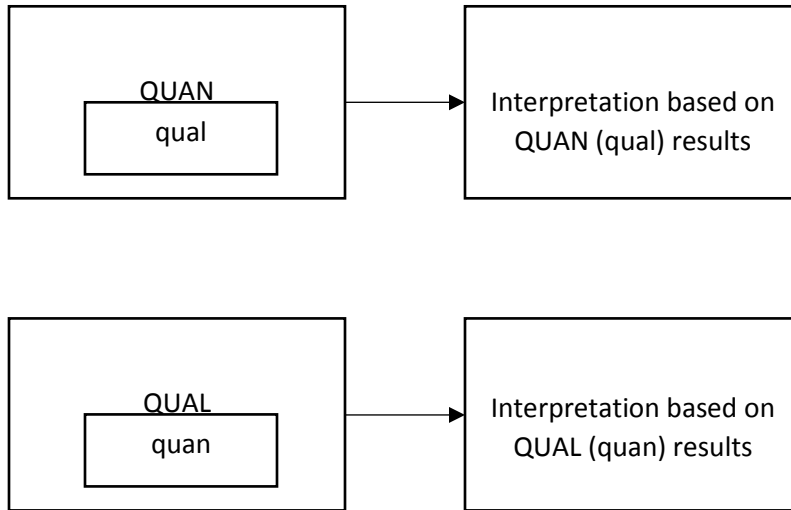 QUAN
qual
Interpretation based on
QUAN (qual) results
QUAL
quan
Interpretation based on
QUAL (quan) results